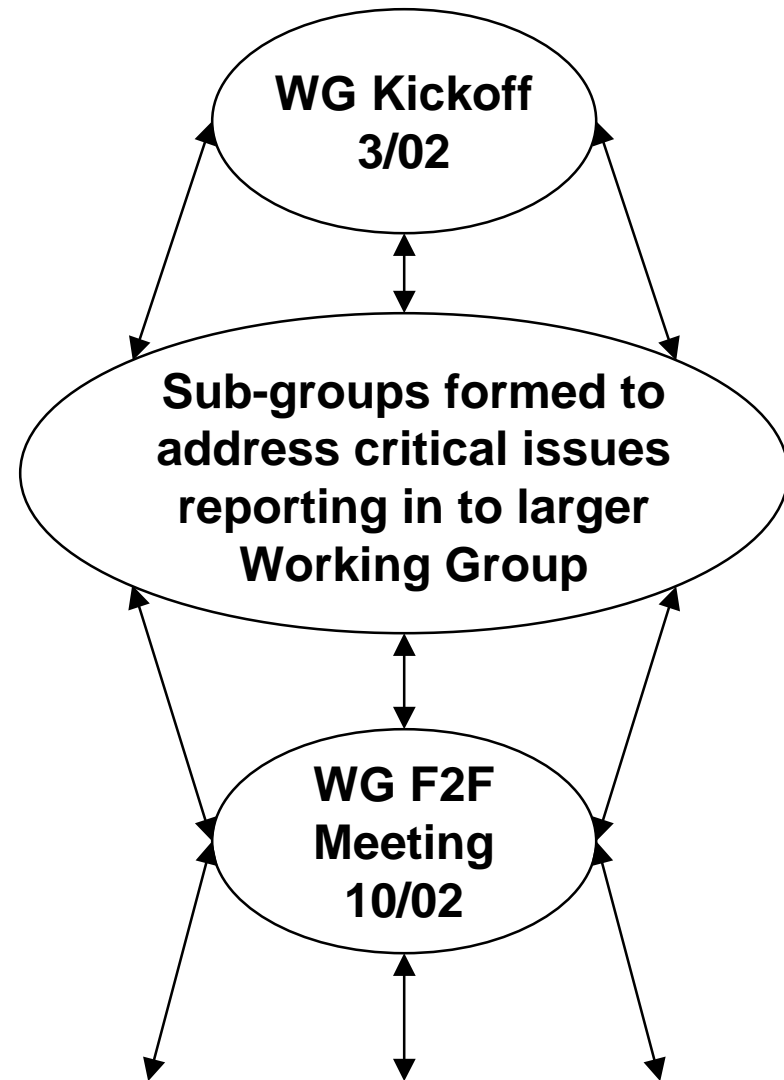 WG Kickoff
3/02
Sub-groups formed to
address critical issues
reporting in to larger
Working Group
WG F2F
Meeting
10/02